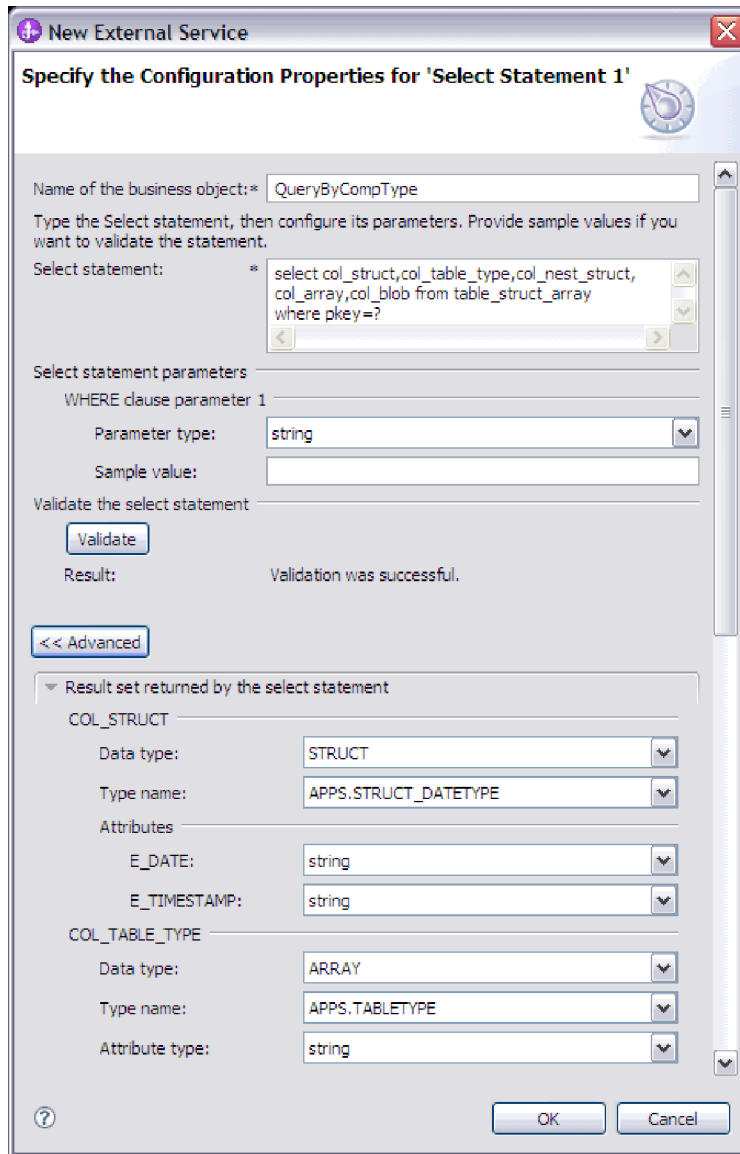 New External Service
Specify the Configuration Properties for 'Select Statement 1'
Name of the business object:* QueryByCompType
Type the Select statement, then configure its parameters. Provide sample values if you
want to validate the statement.
Select statement: * select col_struct,col_table_type,col_nest_struct,
col_array,col_blob from table_struct_array
where pkey=?
Select statement parameters
WHERE clause parameter 1
Parameter type: string
Sample value:
Validate the select statement
Validate
Result: Validation was successful.
<< Advanced
Result set returned by the select statement
COL_STRUCT
Data type: STRUCT
Type name: APPS.STRUCT_DATETYPE
Attributes
E_DATE: string
E_TIMESTAMP: string
COL_TABLE_TYPE
Data type: ARRAY
Type name: APPS.TABLETYPE
Attribute type: string
? OK Cancel